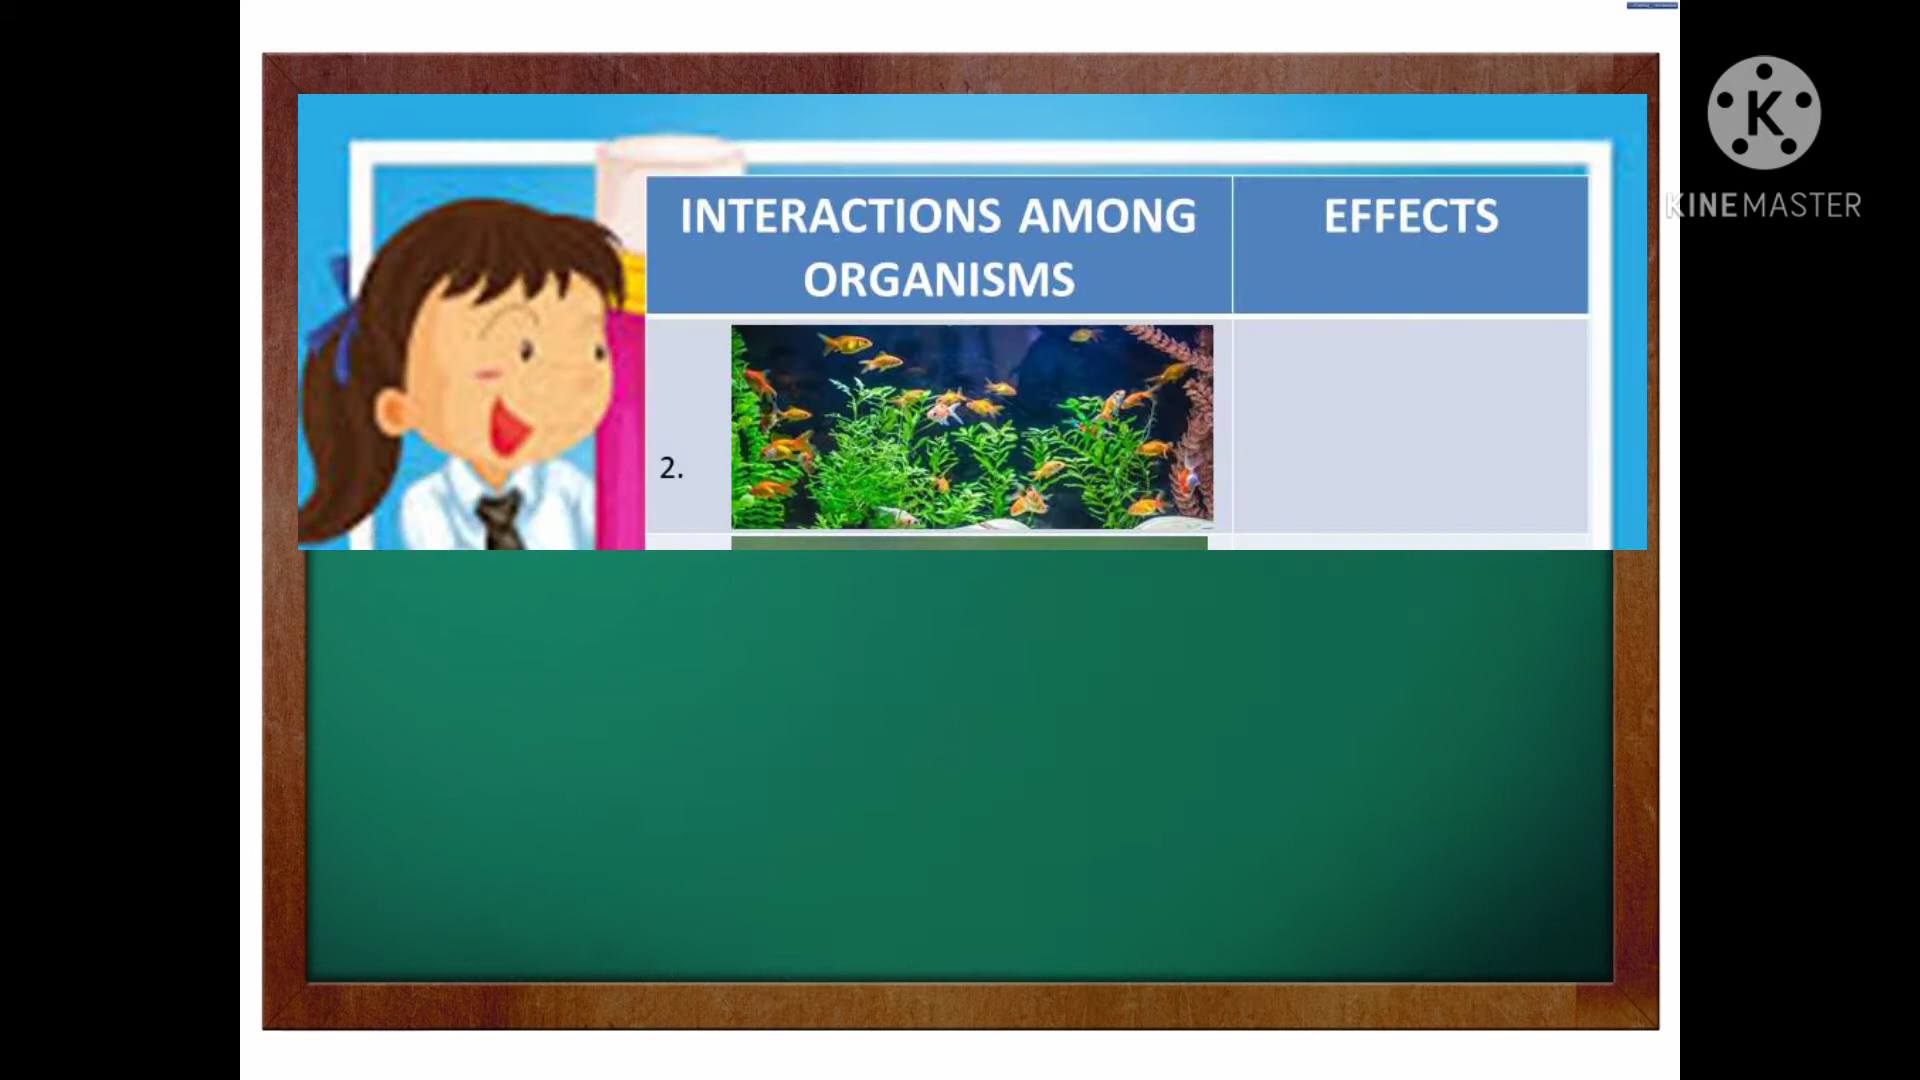 INTERACTIONS AMONG
ORGANISMS
EFFECTS
2.
K
KINEMASTER